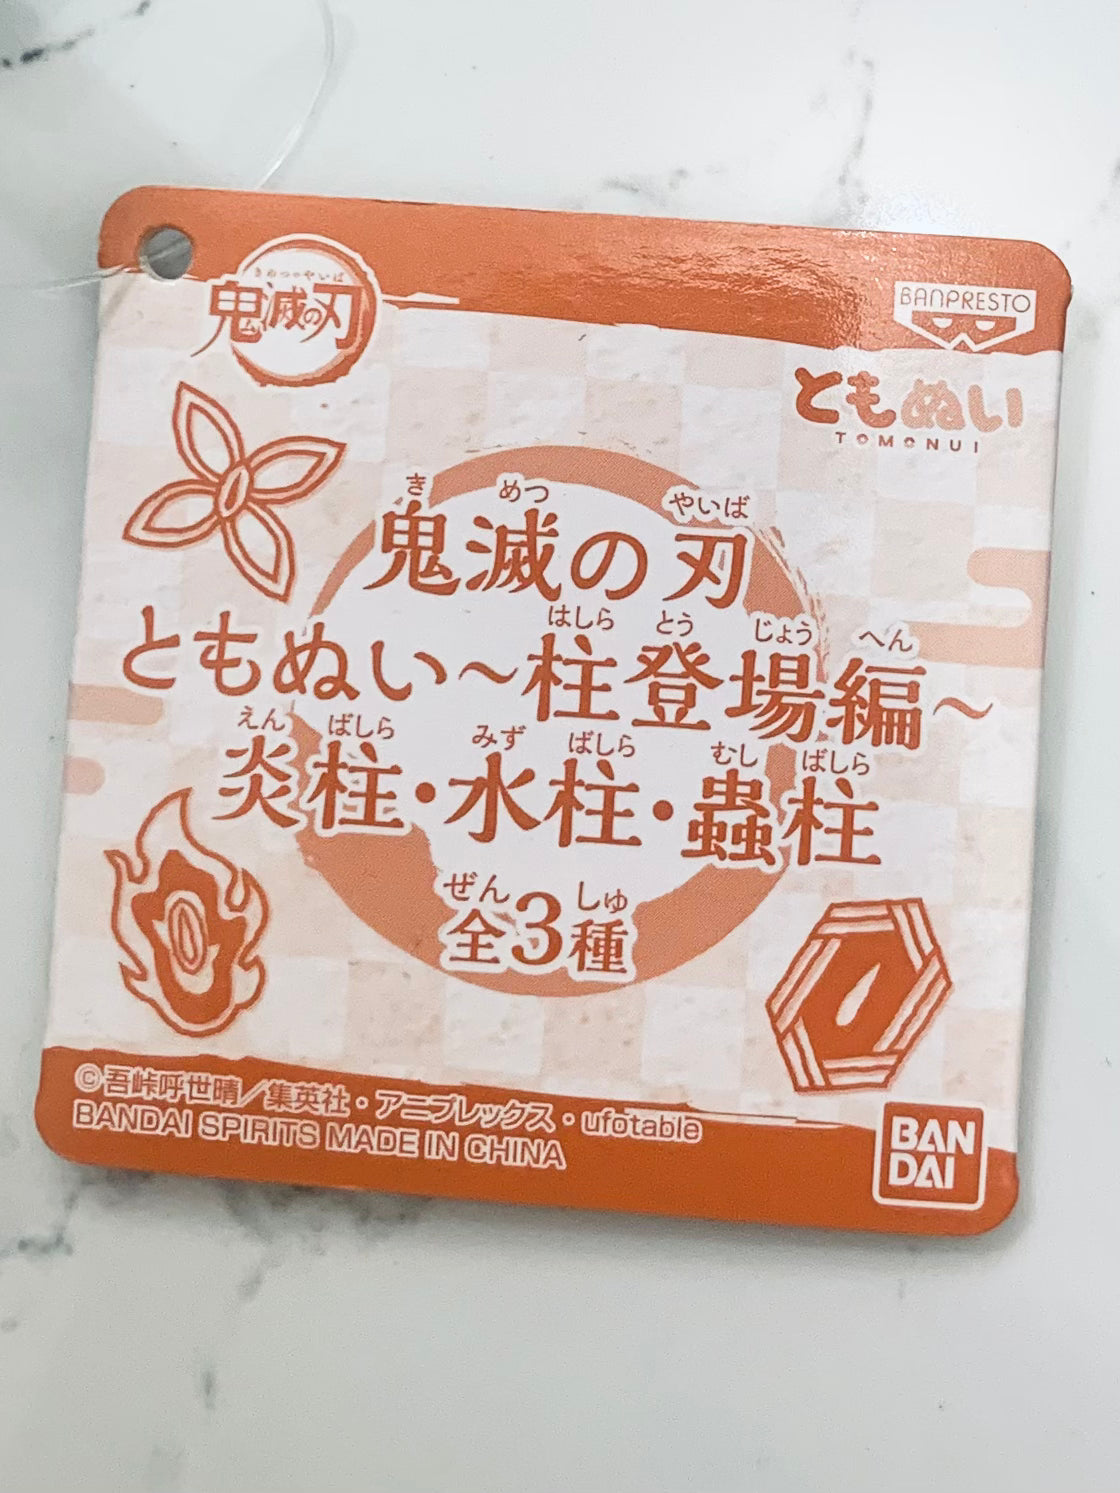 きめつのやいば
鬼滅の刃
BANPRESTO
ともぬい
TOMONUI
き めつ やいば
鬼滅の刃
はしら とう じょう へん
ともぬい~柱登場編~
えん ばしら みず ばしら むし ばしら
炎柱・水柱・蟲柱
ぜん しゅ
全3種
©吾峠呼世晴／集英社・アニプレックス・ufotable
BANDAI SPIRITS MADE IN CHINA
BAN
DAI